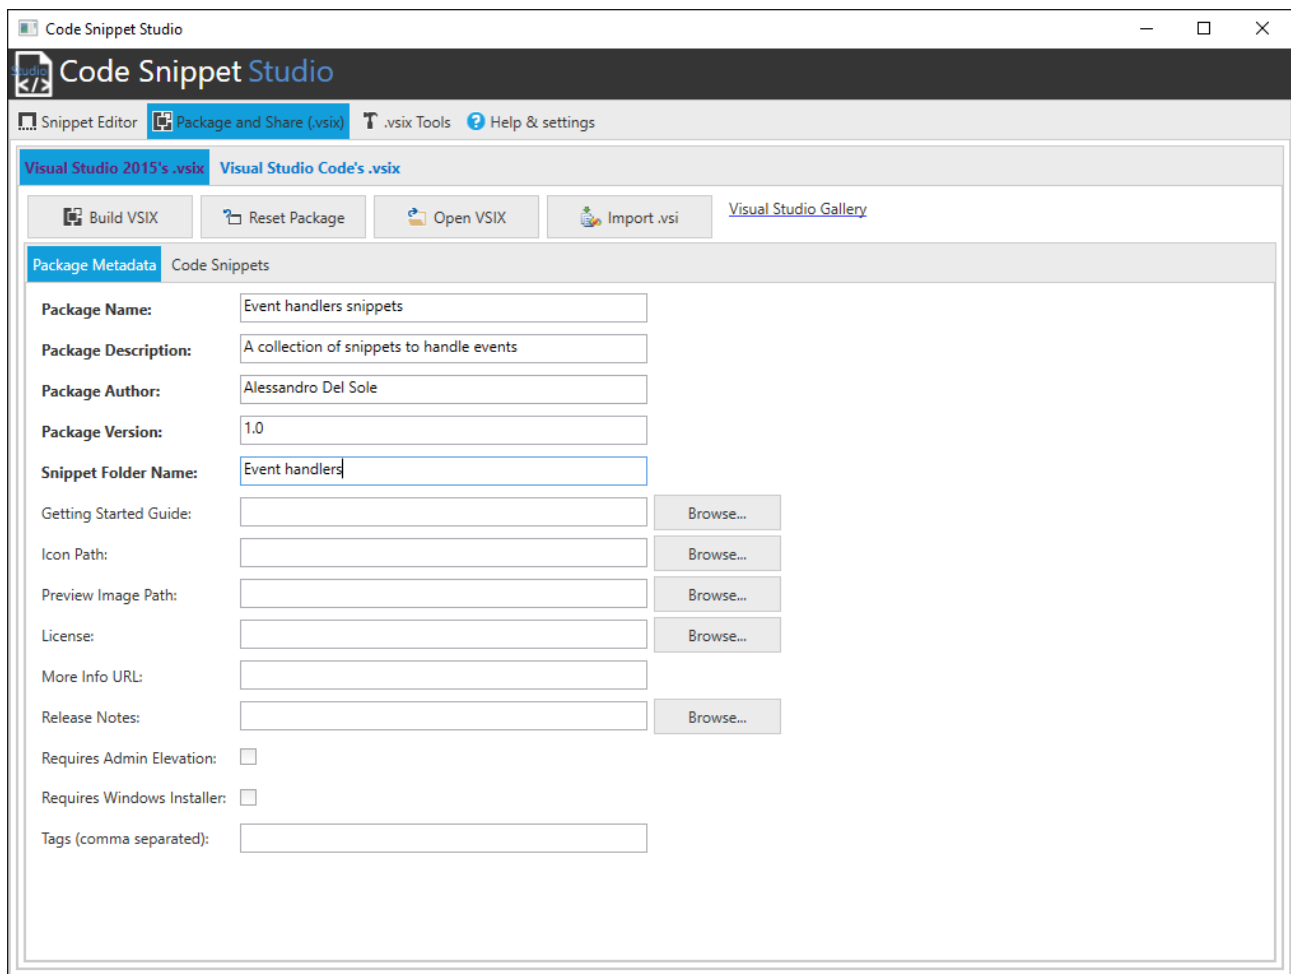 Code Snippet Studio
Studio
</>
Code Snippet Studio
Snippet Editor Package and Share (.vsix) .vsix Tools ? Help & settings
Visual Studio 2015's .vsix Visual Studio Code's .vsix
Build VSIX Reset Package Open VSIX Import .vsi Visual Studio Gallery
Package Metadata Code Snippets
Package Name: Event handlers snippets
Package Description: A collection of snippets to handle events
Package Author: Alessandro Del Sole
Package Version: 1.0
Snippet Folder Name: Event handlers
Getting Started Guide: Browse...
Icon Path: Browse...
Preview Image Path: Browse...
License: Browse...
More Info URL:
Release Notes: Browse...
Requires Admin Elevation:
Requires Windows Installer:
Tags (comma separated):